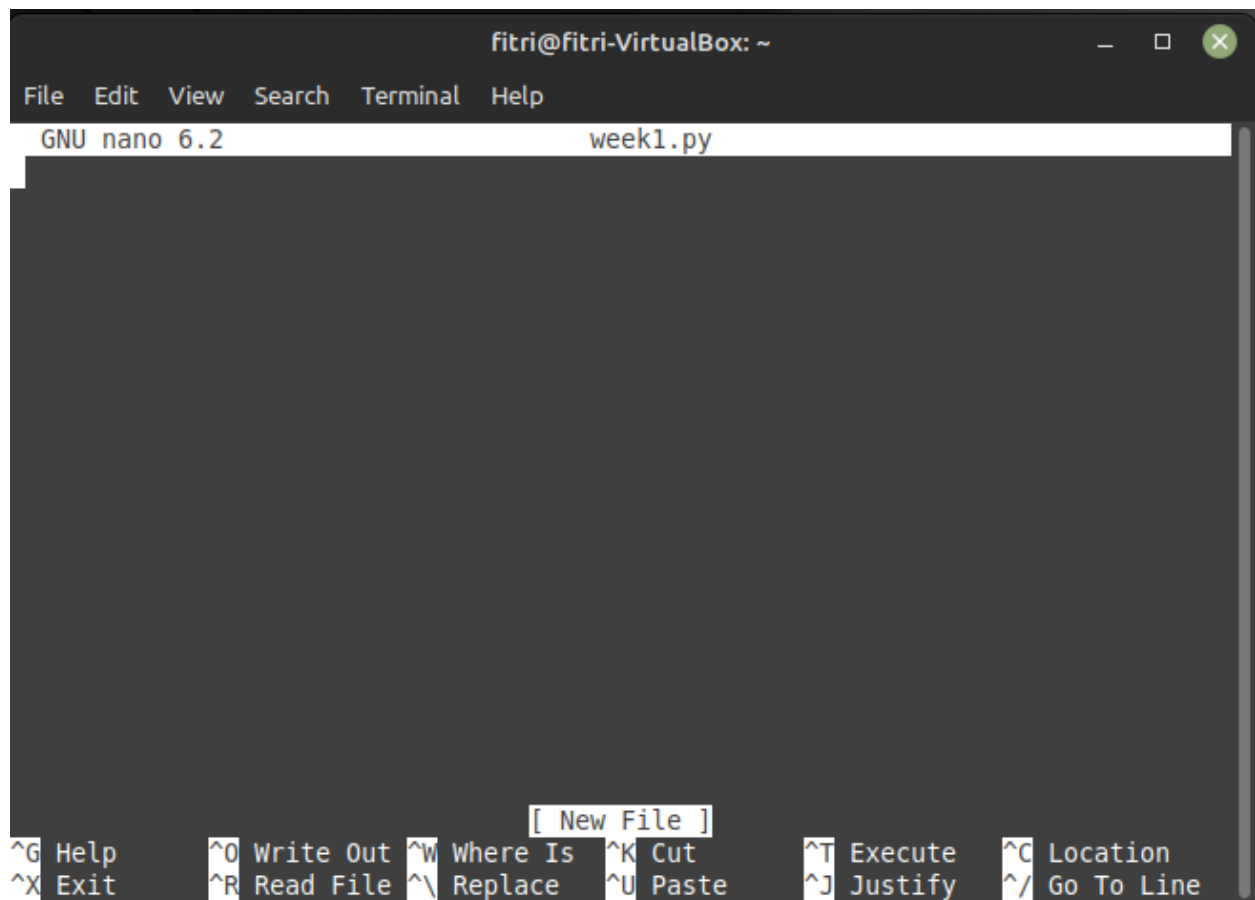 fitri@fitri-VirtualBox: ~
File Edit View Search Terminal Help
GNU nano 6.2 week1.py
[ New File ]
^G Help ^O Write Out ^W Where Is ^K Cut ^T Execute ^C Location
^X Exit ^R Read File ^\ Replace ^U Paste ^J Justify ^/ Go To Line